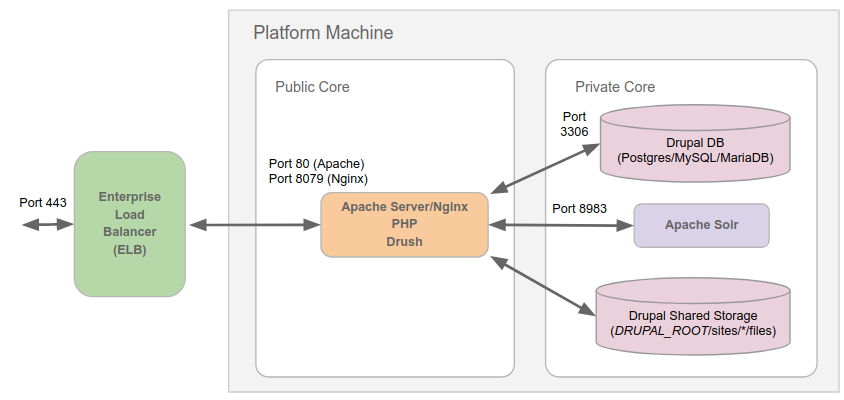 Platform Machine
Public Core
Private Core
Port
3306
Drupal DB
(Postgres/MySQL/MariaDB)
Port 80 (Apache)
Port 8079 (Nginx)
Port 443
Enterprise
Load
Balancer
(ELB)
Apache Server/Nginx
PHP
Drush
Port 8983
Apache Solr
Drupal Shared Storage
(DRUPAL_ROOT/sites/*/files)